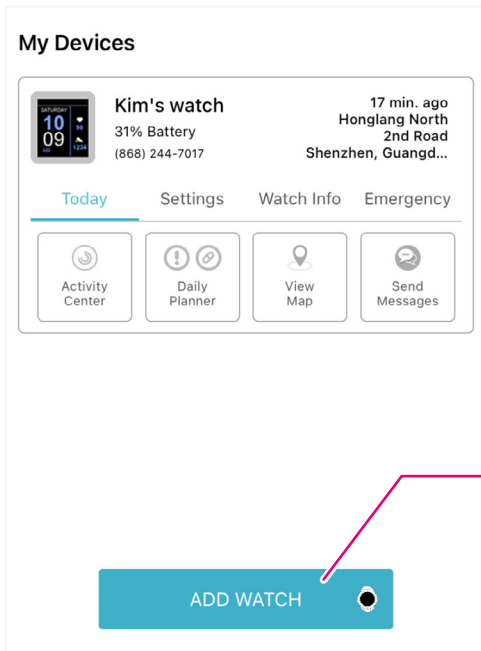 My Devices
SATURDAY
10
09
AM
98
1234
Kim's watch
31% Battery
(868) 244-7017
17 min. ago
Honglang North
2nd Road
Shenzhen, Guangd...
Today Settings Watch Info Emergency
Activity
Center
Daily
Planner
View
Map
Send
Messages
ADD WATCH